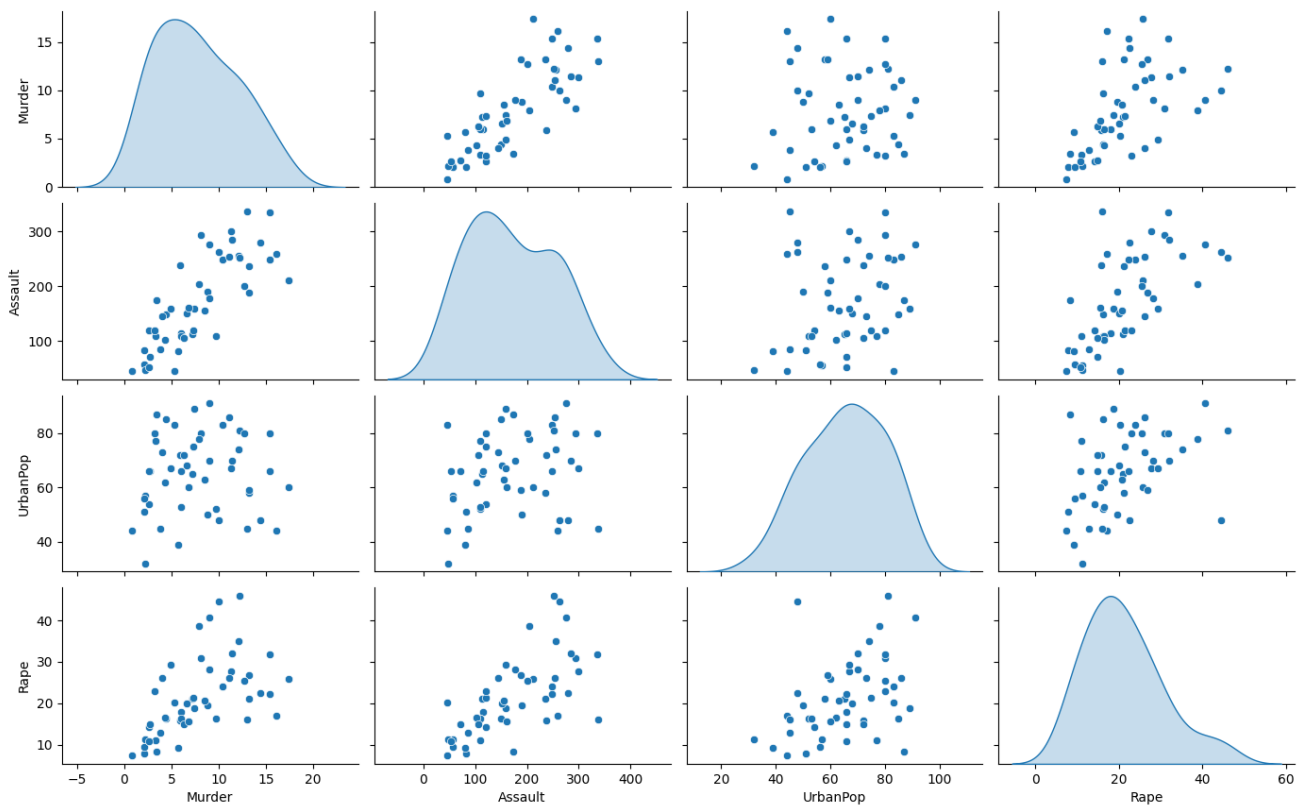 Murder
15
10
5
0
Assault
300
200
100
UrbanPop
80
60
40
Rape
40
30
20
10
−5 0 5 10 15 20
0 100 200 300 400
20 40 60 80 100
0 20 40 60
Murder Assault UrbanPop Rape